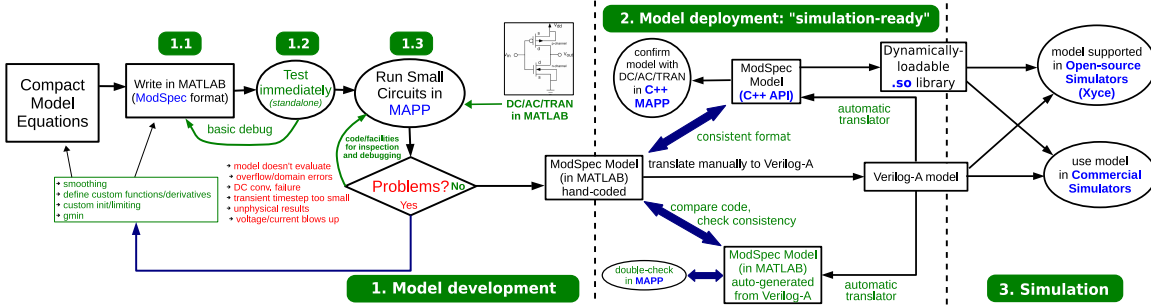 1.1
1.2
1.3
2. Model deployment: "simulation-ready"
Compact
Model
Equations
Write in MATLAB
(ModSpec format)
Test
immediately
(standalone)
basic debug
Run Small
Circuits in
MAPP
code/facilities
for inspection
and debugging
DC/AC/TRAN
in MATLAB
smoothing
define custom functions/derivatives
custom init/limiting
gmin
model doesn't evaluate
overflow/domain errors
DC conv. failure
transient timestep too small
unphysical results
voltage/current blows up
Problems?
No
Yes
1. Model development
confirm
model with
DC/AC/TRAN
in C++
MAPP
ModSpec
Model
(C++ API)
Dynamically-
loadable
.so library
model supported
in Open-source
Simulators
(Xyce)
automatic
translator
consistent format
ModSpec Model
(in MATLAB)
hand-coded
translate manually to Verilog-A
Verilog-A model
use model
in Commercial
Simulators
compare code,
check consistency
double-check
in MAPP
ModSpec Model
(in MATLAB)
auto-generated
from Verilog-A
automatic
translator
3. Simulation